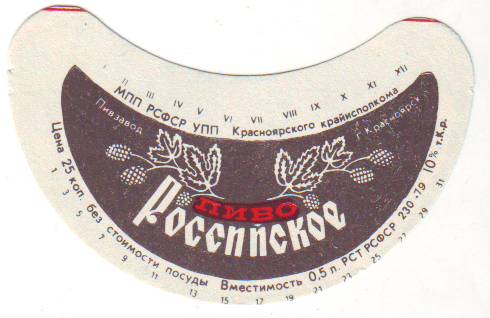 I II III IV V VI VII VIII IX X XI XII
МПП РСФСР УПП Красноярского крайисполкома
Пивзавод г. Красноярск
ПИВО
Российское
Цена 25 коп. без стоимости посуды Вместимость 0,5 л. РСТ РСФСР 230-79 10% т.к.р.
1 3 5 7 9 11 13 15 17 19 21 23 25 27 29 31